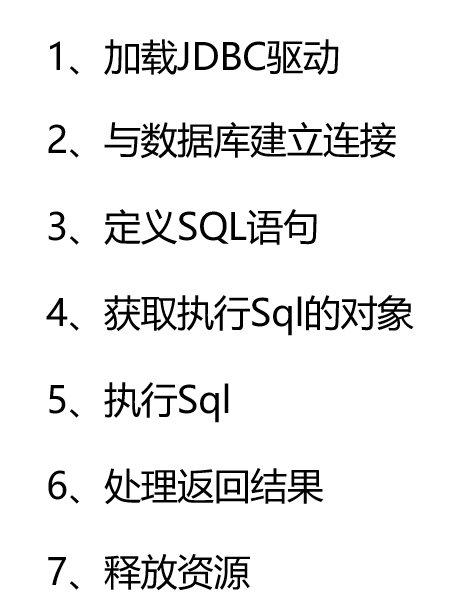 1、加载JDBC驱动
2、与数据库建立连接
3、定义SQL语句
4、获取执行Sql的对象
5、执行Sql
6、处理返回结果
7、释放资源